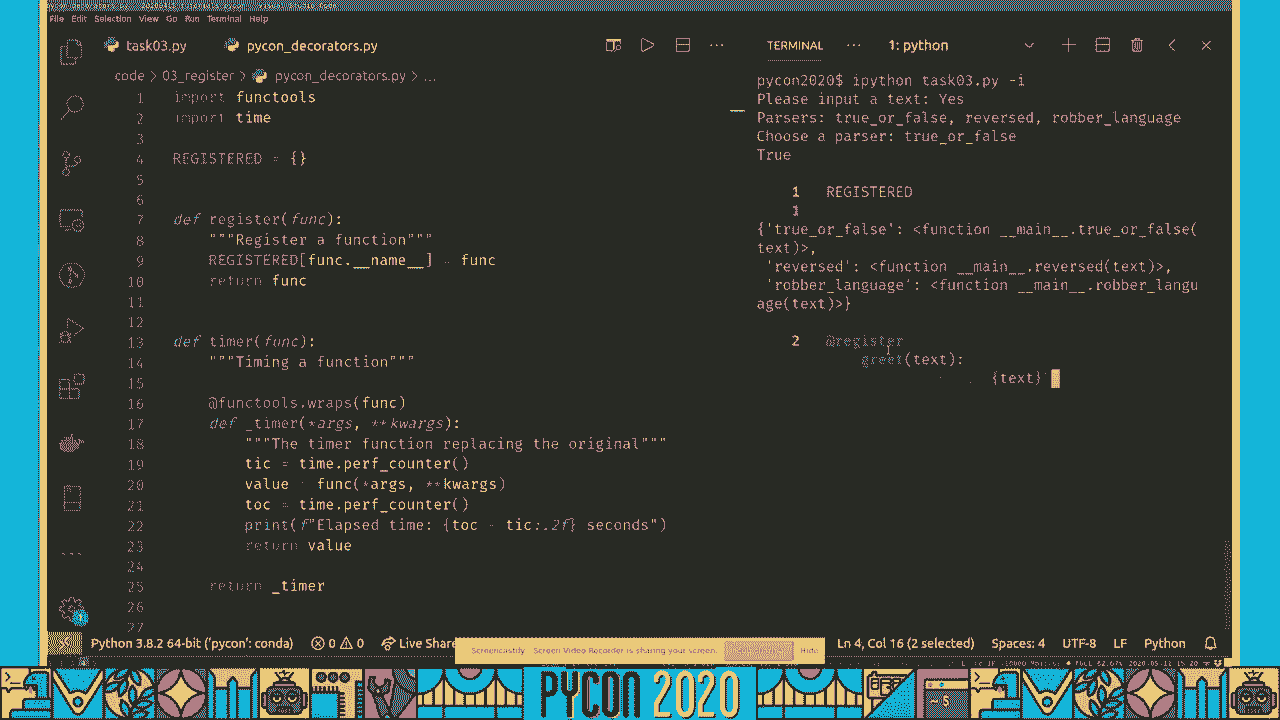 File Edit Selection View Go Run Terminal Help
task03.py
pycon_decorators.py
code > 03_register > pycon_decorators.py > ...
1 import functools
2 import time
3
4 REGISTERED = {}
5
6
7 def register(func):
8 """Register a function"""
9 REGISTERED[func.__name__] = func
10 return func
11
12
13 def timer(func):
14 """Timing a function"""
15
16 @functools.wraps(func)
17 def _timer(*args, **kwargs):
18 """The timer function replacing the original"""
19 tic = time.perf_counter()
20 value = func(*args, **kwargs)
21 toc = time.perf_counter()
22 print(f"Elapsed time: {toc - tic:.2f} seconds")
23 return value
24
25 return _timer
26
27
TERMINAL ... 1: python
pycon2020$ ipython task03.py -i
Please input a text: Yes
Parsers: true_or_false, reversed, robber_language
Choose a parser: true_or_false
True
1 REGISTERED
1
{'true_or_false': <function __main__.true_or_false(
text)>,
'reversed': <function __main__.reversed(text)>,
'robber_language': <function __main__.robber_langu
age(text)>}
2 @register
greet(text):
{text}
Python 3.8.2 64-bit ('pycon': conda) 0 0 Live Share
Screencastify - Screen Video Recorder is sharing your screen. Hide
Ln 4, Col 16 (2 selected) Spaces: 4 UTF-8 LF Python
PYCON 2020